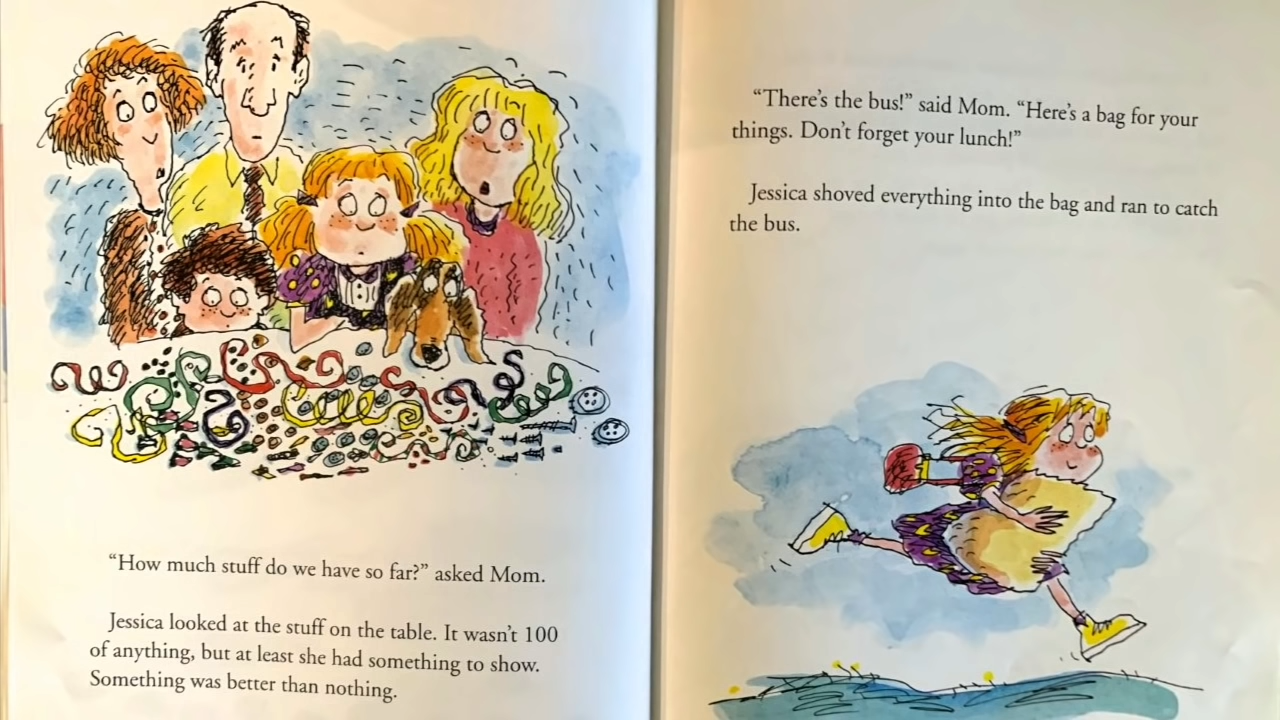 “How much stuff do we have so far?” asked Mom.
Jessica looked at the stuff on the table. It wasn’t 100
of anything, but at least she had something to show.
Something was better than nothing.
“There’s the bus!” said Mom. “Here’s a bag for your
things. Don’t forget your lunch!”
Jessica shoved everything into the bag and ran to catch
the bus.